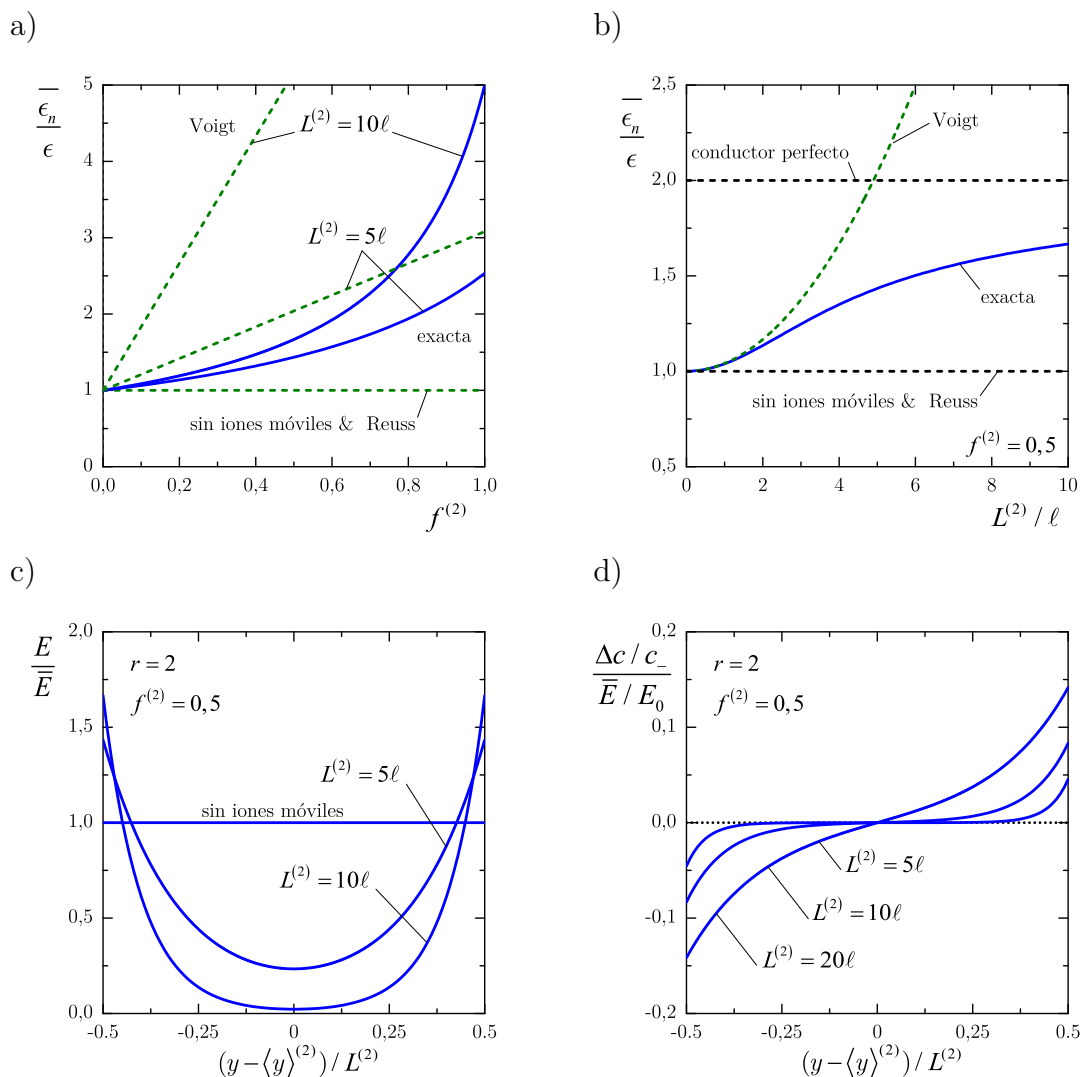 a)
b)
ϵ̅ₙ
ϵ
5
4
3
2
1
0
Voigt
L⁽²⁾ = 10ℓ
L⁽²⁾ = 5ℓ
exacta
sin iones móviles & Reuss
0,0
0,2
0,4
0,6
0,8
1,0
f⁽²⁾
ϵ̅ₙ
ϵ
2,5
2,0
1,5
1,0
0,5
Voigt
conductor perfecto
exacta
sin iones móviles & Reuss
f⁽²⁾ = 0,5
0
2
4
6
8
10
L⁽²⁾ / ℓ
c)
d)
E
E̅
2,0
1,5
1,0
0,5
0,0
r = 2
f⁽²⁾ = 0,5
L⁽²⁾ = 5ℓ
sin iones móviles
L⁽²⁾ = 10ℓ
-0.5
-0,25
0
0,25
0.5
(y – ⟨y⟩⁽²⁾) / L⁽²⁾
Δc / c₋
E̅ / E₀
0,2
0,1
0,0
-0,1
-0,2
r = 2
f⁽²⁾ = 0,5
L⁽²⁾ = 5ℓ
L⁽²⁾ = 10ℓ
L⁽²⁾ = 20ℓ
-0.5
-0,25
0
0,25
0.5
(y – ⟨y⟩⁽²⁾) / L⁽²⁾